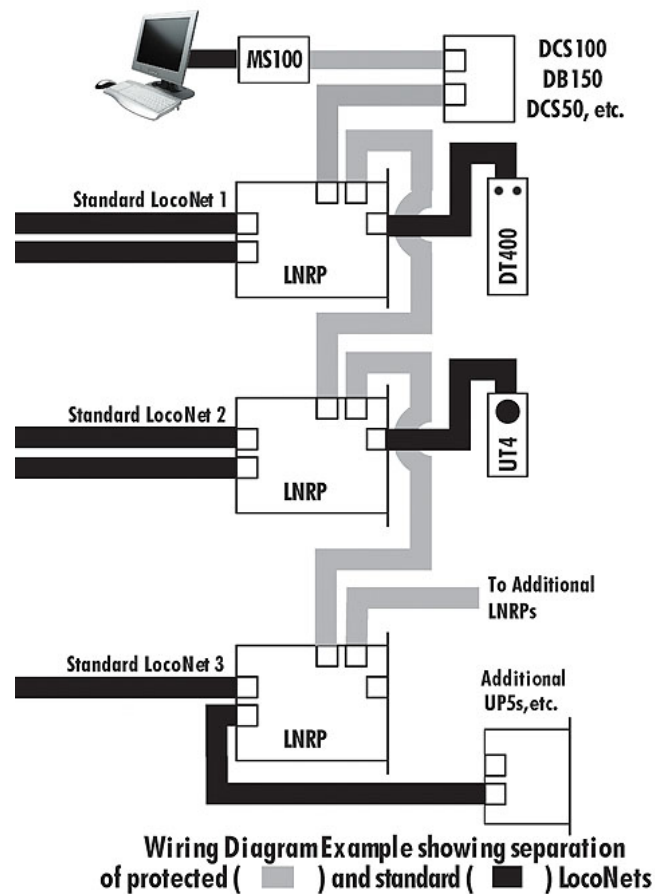 MS100
DCS100
DB150
DCS50, etc.
Standard LocoNet 1
LNRP
DT400
Standard LocoNet 2
LNRP
UT4
To Additional
LNRPs
Standard LocoNet 3
LNRP
Additional
UP5s,etc.
Wiring Diagram Example showing separation
of protected ( ) and standard ( ) LocoNets